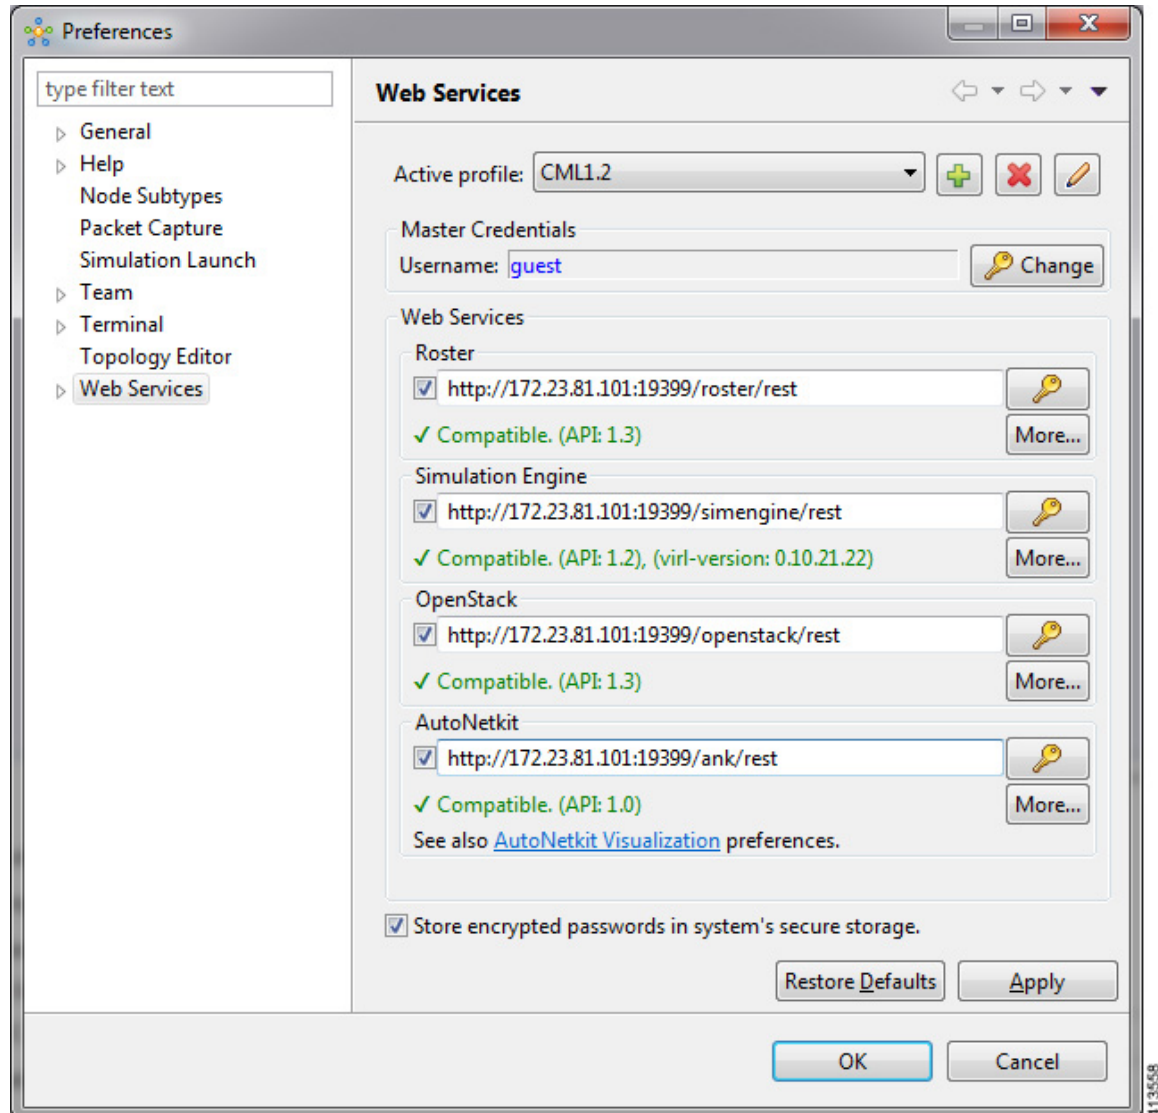 Preferences
type filter text
General
Help
Node Subtypes
Packet Capture
Simulation Launch
Team
Terminal
Topology Editor
Web Services
Web Services
Active profile: CML1.2
Master Credentials
Username: guest
Change
Web Services
Roster
http://172.23.81.101:19399/roster/rest
✓ Compatible. (API: 1.3)
More...
Simulation Engine
http://172.23.81.101:19399/simengine/rest
✓ Compatible. (API: 1.2), (virl-version: 0.10.21.22)
More...
OpenStack
http://172.23.81.101:19399/openstack/rest
✓ Compatible. (API: 1.3)
More...
AutoNetkit
http://172.23.81.101:19399/ank/rest
✓ Compatible. (API: 1.0)
More...
See also AutoNetkit Visualization preferences.
Store encrypted passwords in system's secure storage.
Restore Defaults
Apply
OK
Cancel
413558